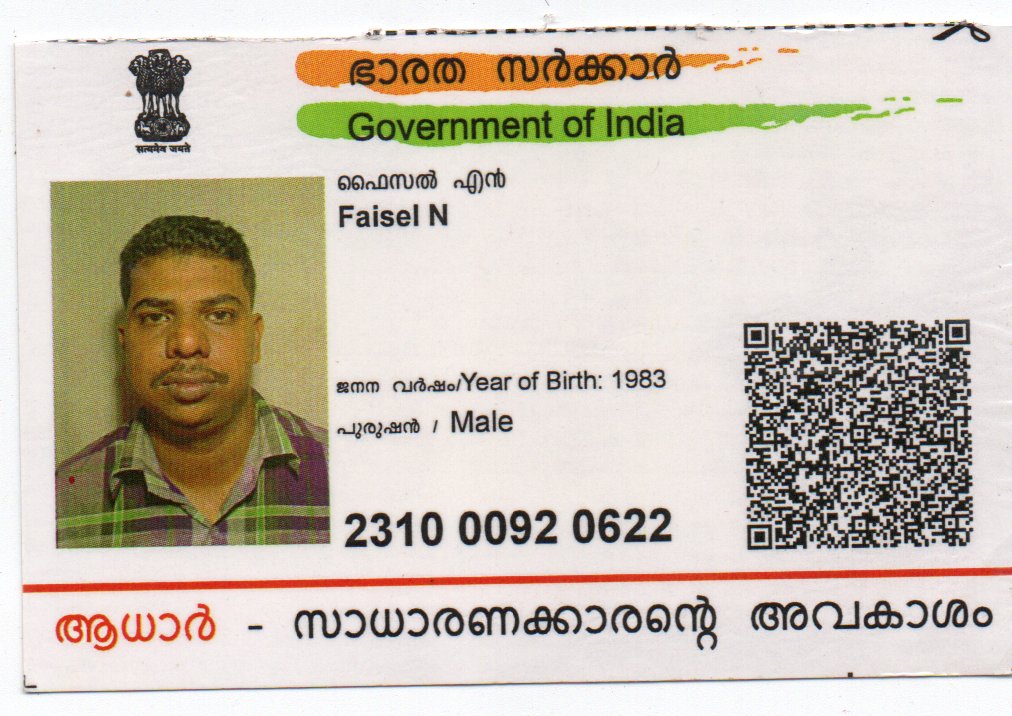 ഭാരത സർക്കാർ
Government of India
सत्यमेव जयते
ഫൈസൽ എൻ
Faisel N
ജനന വർഷം/Year of Birth: 1983
പുരുഷൻ / Male
2310 0092 0622
ആധാർ - സാധാരണക്കാരന്റെ അവകാശം